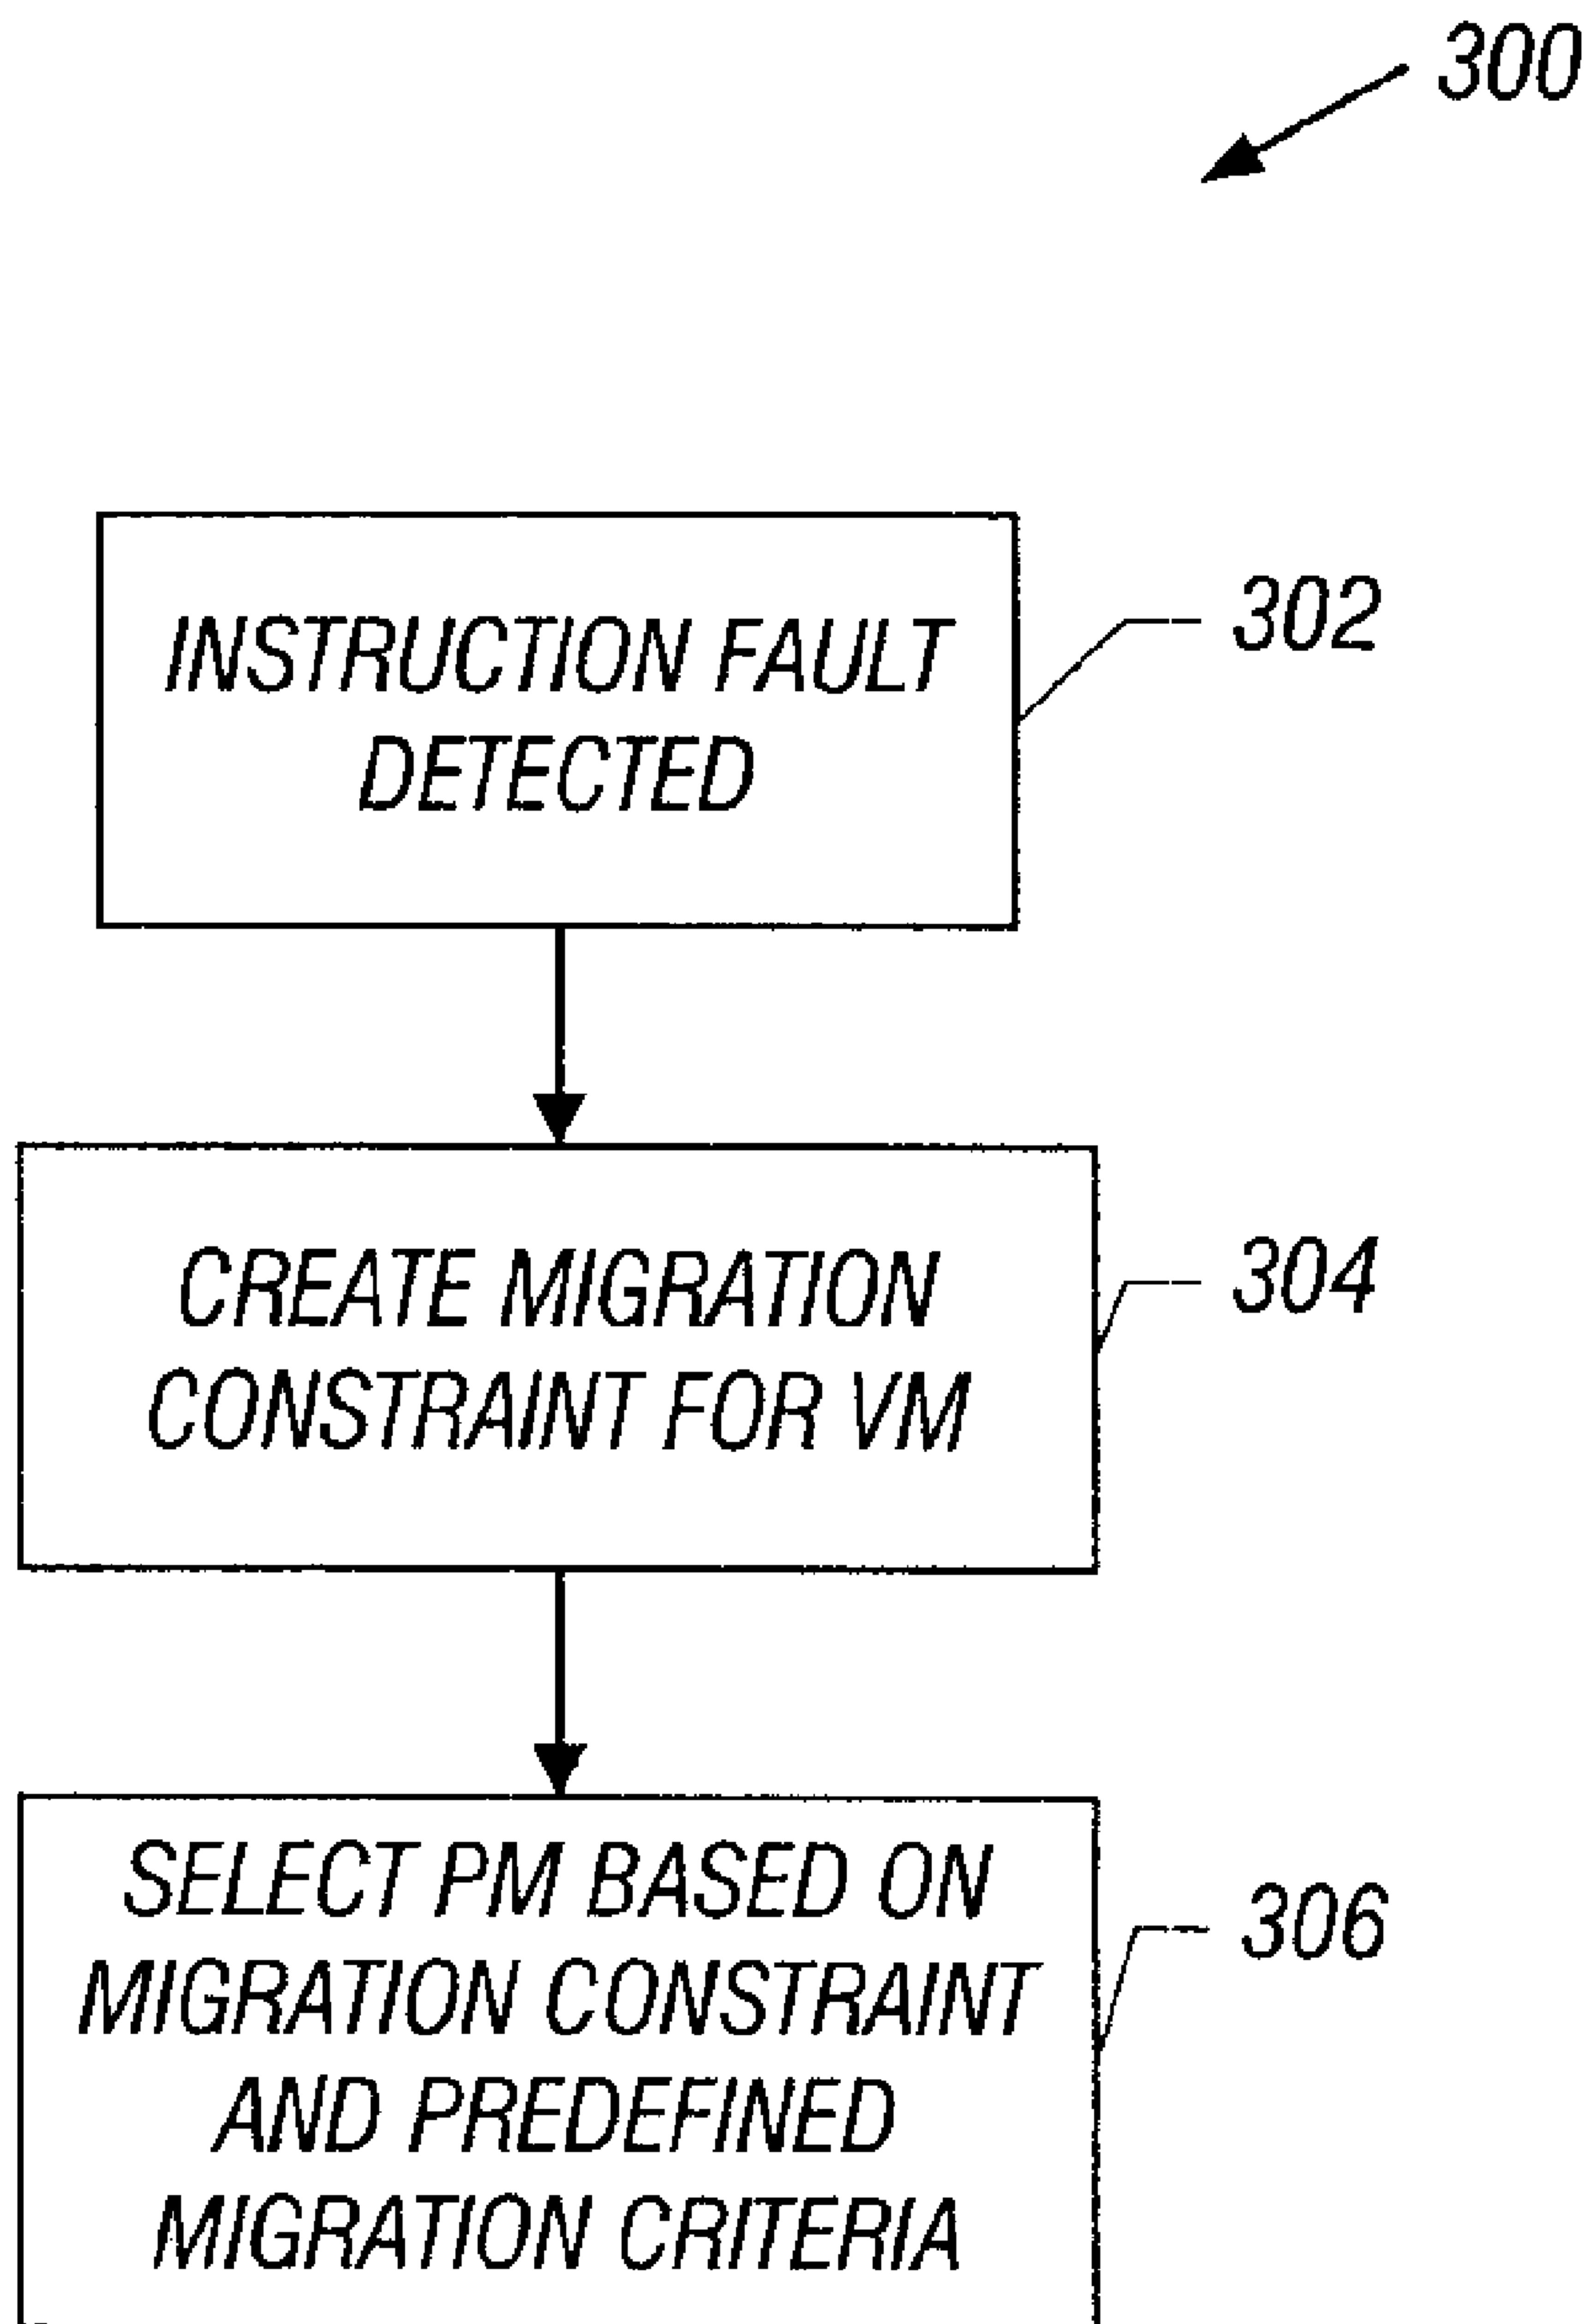 300
INSTRUCTION FAULT
DETECTED
302
CREATE MIGRATION
CONSTRAINT FOR VM
304
SELECT PM BASED ON
MIGRATION CONSTRAINT
AND PREDEFINED
MIGRATION CRITERIA
306